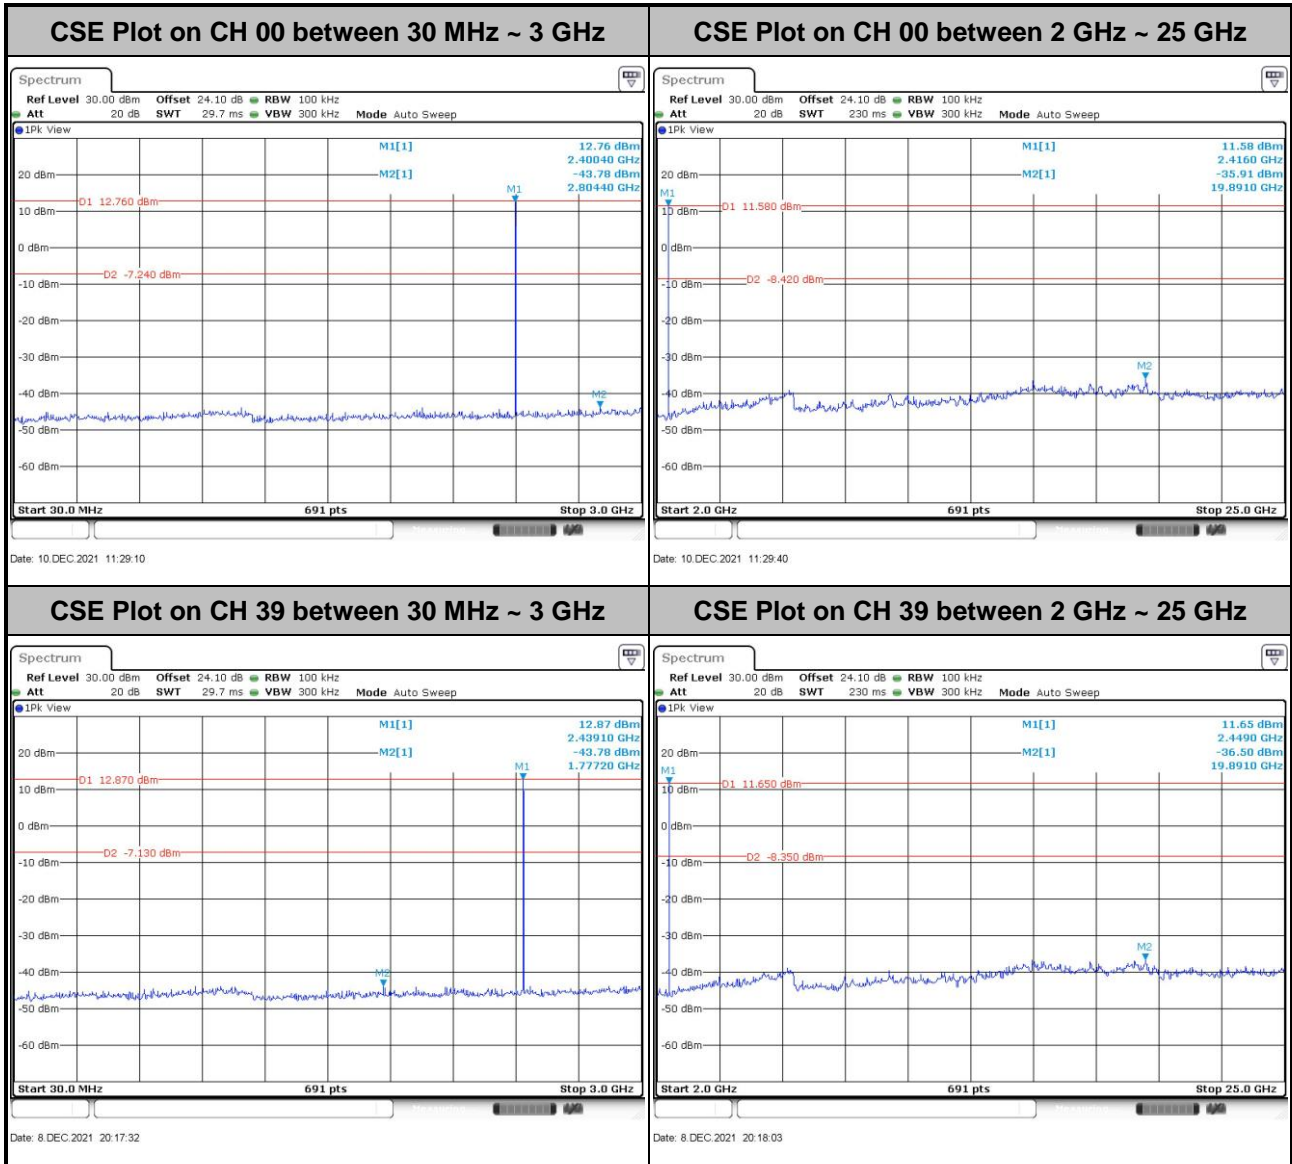 CSE Plot on CH 00 between 30 MHz ~ 3 GHz
Spectrum
Ref Level 30.00 dBm Offset 24.10 dB RBW 100 kHz
Att 20 dB SWT 29.7 ms VBW 300 kHz Mode Auto Sweep
1Pk View
M1[1] 12.76 dBm
2.40040 GHz
M2[1] -43.78 dBm
2.80440 GHz
M1
20 dBm
D1 12.760 dBm
10 dBm
0 dBm
D2 -7.240 dBm
-10 dBm
-20 dBm
-30 dBm
-40 dBm
M2
-50 dBm
-60 dBm
Start 30.0 MHz 691 pts Stop 3.0 GHz
Date: 10.DEC.2021 11:29:10
CSE Plot on CH 00 between 2 GHz ~ 25 GHz
Spectrum
Ref Level 30.00 dBm Offset 24.10 dB RBW 100 kHz
Att 20 dB SWT 230 ms VBW 300 kHz Mode Auto Sweep
1Pk View
M1[1] 11.58 dBm
2.4160 GHz
M2[1] -35.91 dBm
19.8910 GHz
20 dBm
M1
10 dBm
D1 11.580 dBm
0 dBm
D2 -8.420 dBm
-10 dBm
-20 dBm
-30 dBm
M2
-40 dBm
-50 dBm
-60 dBm
Start 2.0 GHz 691 pts Stop 25.0 GHz
Date: 10.DEC.2021 11:29:40
CSE Plot on CH 39 between 30 MHz ~ 3 GHz
Spectrum
Ref Level 30.00 dBm Offset 24.10 dB RBW 100 kHz
Att 20 dB SWT 29.7 ms VBW 300 kHz Mode Auto Sweep
1Pk View
M1[1] 12.87 dBm
2.43910 GHz
M2[1] -43.78 dBm
1.77720 GHz
20 dBm
M1
D1 12.870 dBm
10 dBm
0 dBm
D2 -7.130 dBm
-10 dBm
-20 dBm
-30 dBm
-40 dBm
M2
-50 dBm
-60 dBm
Start 30.0 MHz 691 pts Stop 3.0 GHz
Date: 8.DEC.2021 20:17:32
CSE Plot on CH 39 between 2 GHz ~ 25 GHz
Spectrum
Ref Level 30.00 dBm Offset 24.10 dB RBW 100 kHz
Att 20 dB SWT 230 ms VBW 300 kHz Mode Auto Sweep
1Pk View
M1[1] 11.65 dBm
2.4490 GHz
M2[1] -36.50 dBm
19.8910 GHz
20 dBm
M1
D1 11.650 dBm
10 dBm
0 dBm
D2 -8.350 dBm
-10 dBm
-20 dBm
-30 dBm
M2
-40 dBm
-50 dBm
-60 dBm
Start 2.0 GHz 691 pts Stop 25.0 GHz
Date: 8.DEC.2021 20:18:03